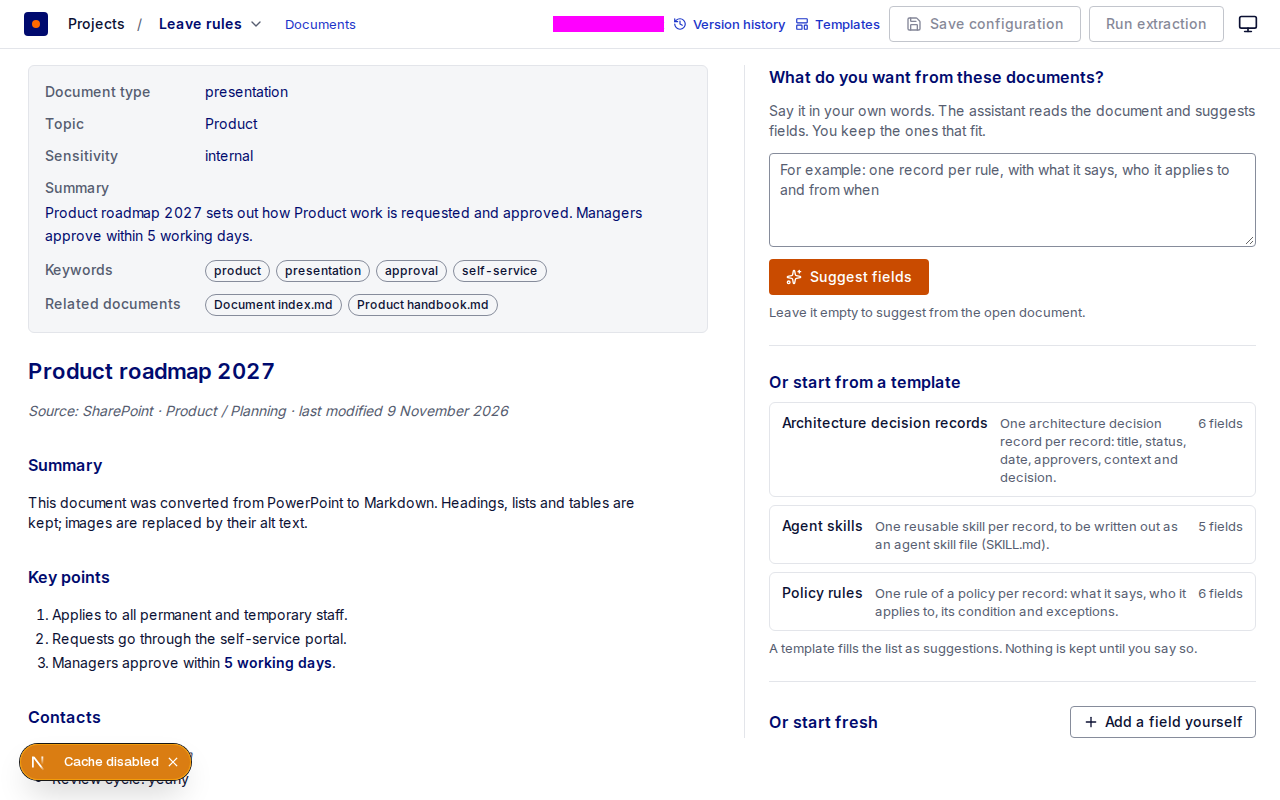 Projects / Leave rules Documents
Version history Templates Save configuration Run extraction
Document type presentation
Topic Product
Sensitivity internal
Summary
Product roadmap 2027 sets out how Product work is requested and approved. Managers
approve within 5 working days.
Keywords product presentation approval self-service
Related documents Document index.md Product handbook.md
Product roadmap 2027
Source: SharePoint · Product / Planning · last modified 9 November 2026
Summary
This document was converted from PowerPoint to Markdown. Headings, lists and tables are
kept; images are replaced by their alt text.
Key points
1. Applies to all permanent and temporary staff.
2. Requests go through the self-service portal.
3. Managers approve within 5 working days.
Contacts
Review cycle: yearly
Cache disabled
What do you want from these documents?
Say it in your own words. The assistant reads the document and suggests
fields. You keep the ones that fit.
For example: one record per rule, with what it says, who it applies to
and from when
Suggest fields
Leave it empty to suggest from the open document.
Or start from a template
Architecture decision records One architecture decision 6 fields
record per record: title, status,
date, approvers, context and
decision.
Agent skills One reusable skill per record, to be written out as 5 fields
an agent skill file (SKILL.md).
Policy rules One rule of a policy per record: what it says, who it 6 fields
applies to, its condition and exceptions.
A template fills the list as suggestions. Nothing is kept until you say so.
Or start fresh Add a field yourself